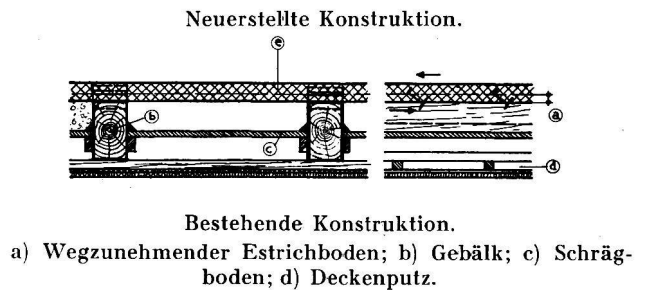 Neuerstellte Konstruktion.
e
b
c
a
d
Bestehende Konstruktion.
a) Wegzunehmender Estrichboden; b) Gebälk; c) Schräg-
boden; d) Deckenputz.